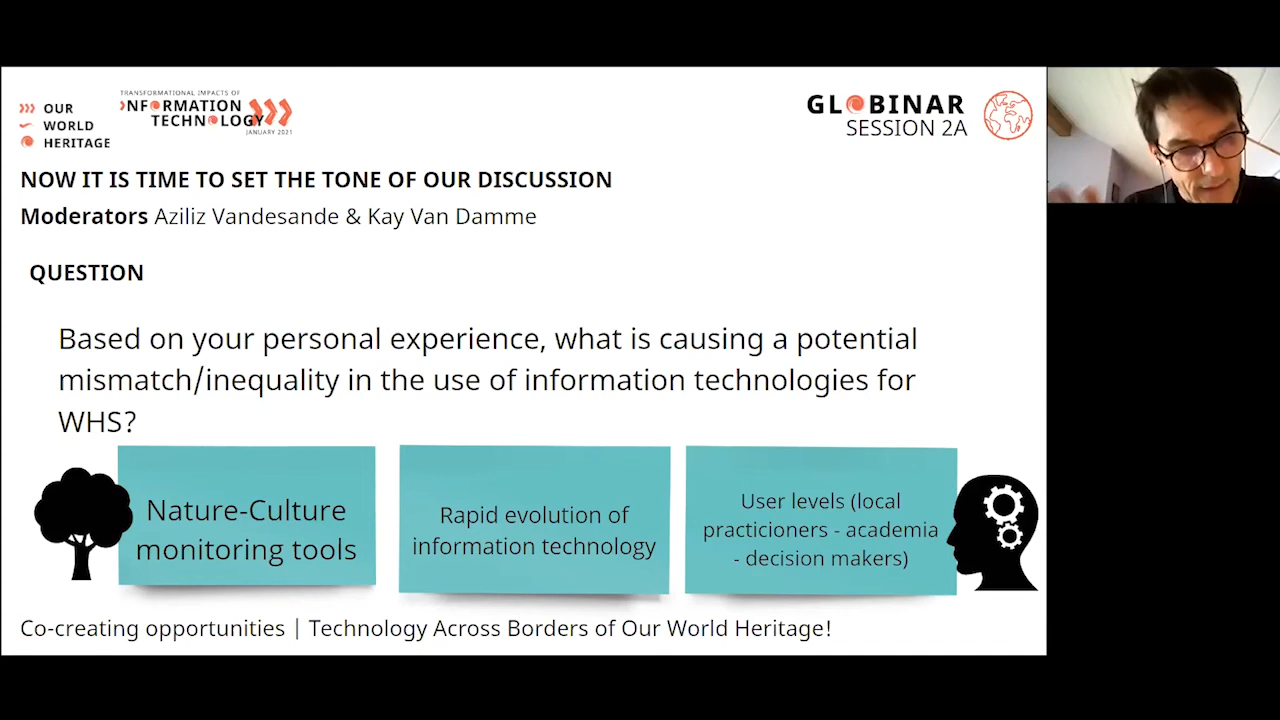 OUR
WORLD
HERITAGE
TRANSFORMATIONAL IMPACTS OF
INFORMATION
TECHNOLOGY
JANUARY 2021
GLOBINAR
SESSION 2A
NOW IT IS TIME TO SET THE TONE OF OUR DISCUSSION
Moderators Aziliz Vandesande & Kay Van Damme
QUESTION
Based on your personal experience, what is causing a potential
mismatch/inequality in the use of information technologies for
WHS?
Nature-Culture
monitoring tools
Rapid evolution of
information technology
User levels (local
practicioners - academia
- decision makers)
Co-creating opportunities | Technology Across Borders of Our World Heritage!